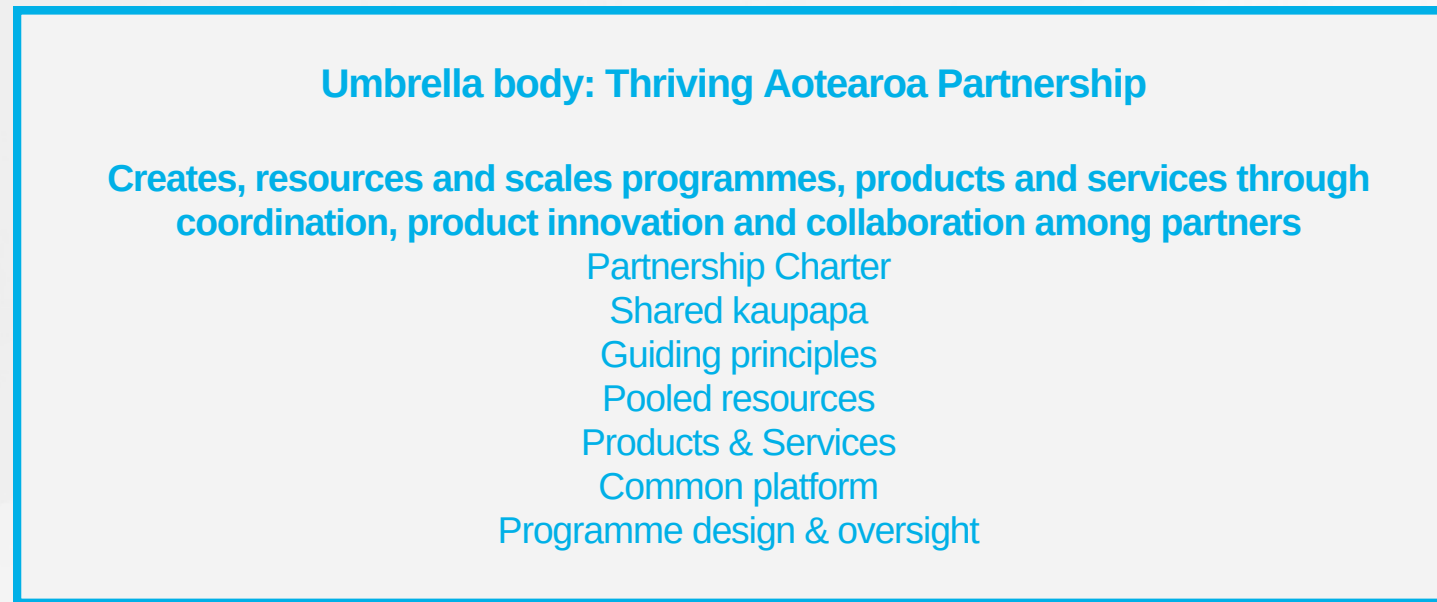 Umbrella body: Thriving Aotearoa Partnership
Creates, resources and scales programmes, products and services through
coordination, product innovation and collaboration among partners
Partnership Charter
Shared kaupapa
Guiding principles
Pooled resources
Products & Services
Common platform
Programme design & oversight